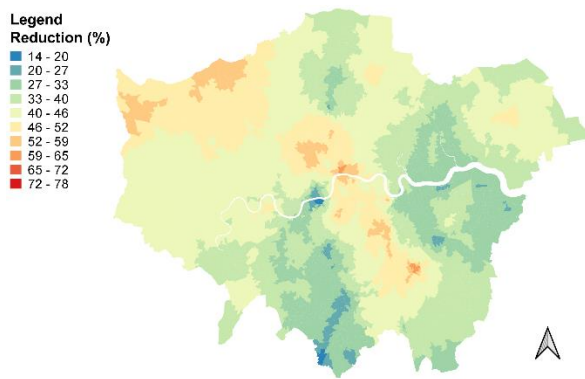 Legend
Reduction (%)
14 - 20
20 - 27
27 - 33
33 - 40
40 - 46
46 - 52
52 - 59
59 - 65
65 - 72
72 - 78